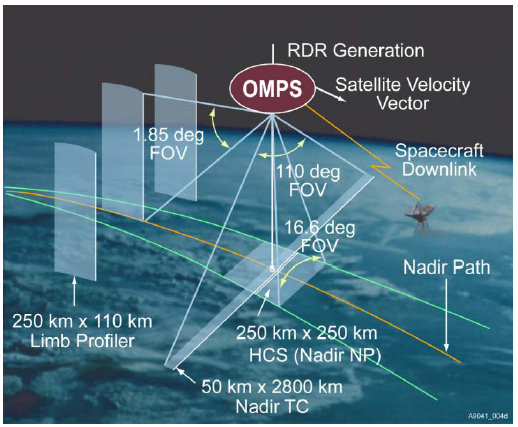 RDR Generation
OMPS
Satellite Velocity
Vector
1.85 deg
FOV
Spacecraft
Downlink
110 deg
FOV
16.6 deg
FOV
Nadir Path
250 km x 110 km
Limb Profiler
250 km x 250 km
HCS (Nadir NP)
50 km x 2800 km
Nadir TC
A9041_004d